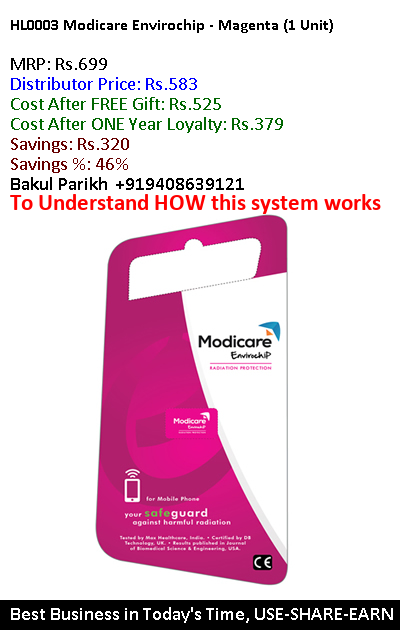 HL0003 Modicare Envirochip - Magenta (1 Unit)
MRP: Rs.699
Distributor Price: Rs.583
Cost After FREE Gift: Rs.525
Cost After ONE Year Loyalty: Rs.379
Savings: Rs.320
Savings %: 46%
Bakul Parikh +919408639121
To Understand HOW this system works
Modicare
EnvirochiP
RADIATION PROTECTION
Modicare
EnvirochiP
RADIATION PROTECTION
for Mobile Phone
your safeguard
against harmful radiation
Tested by Max Healthcare, India. • Certified by DB
Technology, UK. • Results published in Journal
of Biomedical Science & Engineering, USA.
CE
Best Business in Today's Time, USE-SHARE-EARN